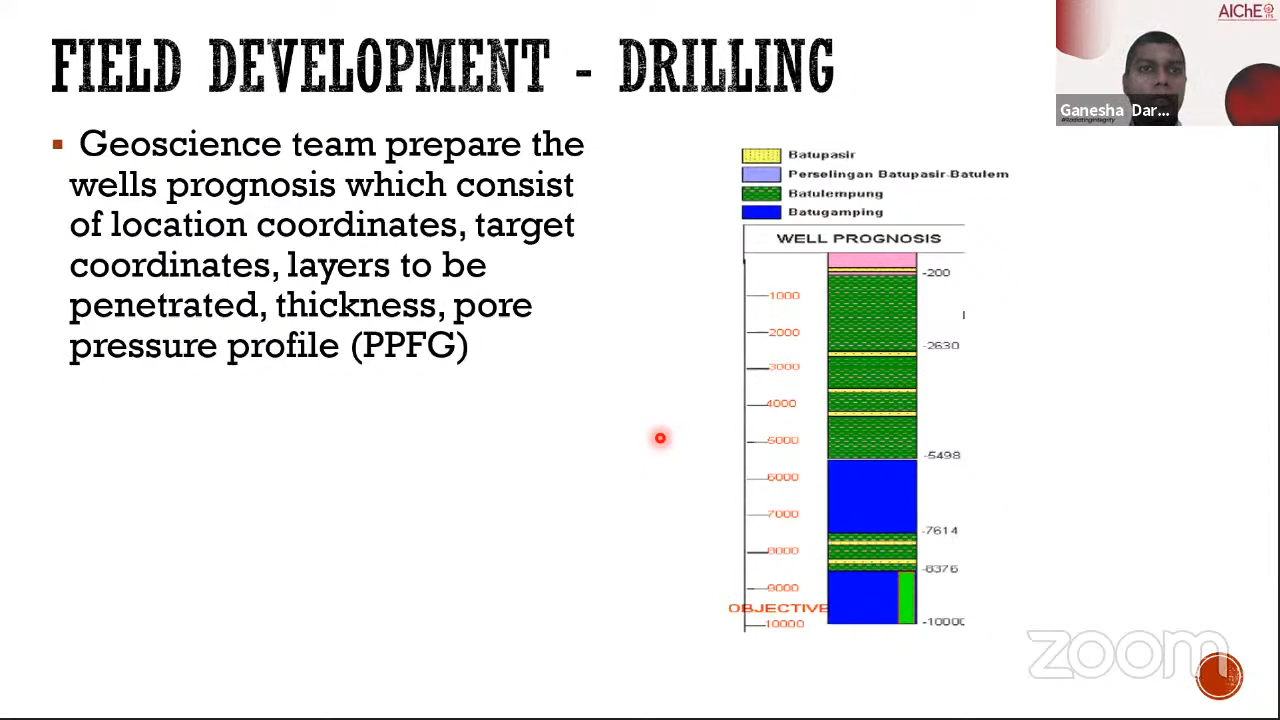 FIELD DEVELOPMENT - DRILLING
AIChE
ITS
Ganesha Dar...
#RadiatingIntegrity
▪ Geoscience team prepare the
wells prognosis which consist
of location coordinates, target
coordinates, layers to be
penetrated, thickness, pore
pressure profile (PPFG)
Batupasir
Perselingan Batupasir-Batulem
Batulempung
Batugamping
WELL PROGNOSIS
-200
1000
2000
-2630
3000
4000
5000
-5498
6000
7000
-7614
8000
-8376
9000
OBJECTIVE
10000
-10000
zoom